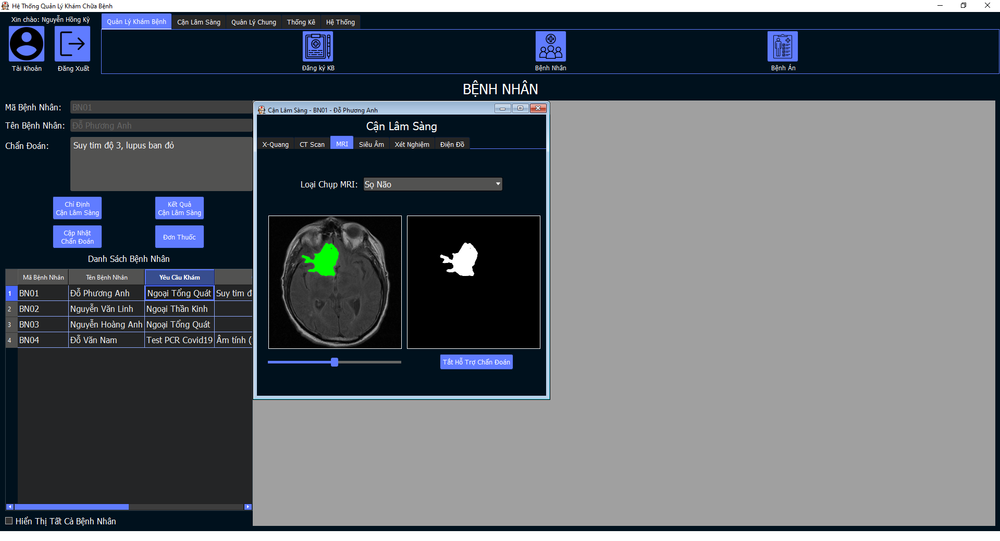 Hệ Thống Quản Lý Khám Chữa Bệnh
Xin chào: Nguyễn Hồng Kỳ
Tài Khoản
Đăng Xuất
Quản Lý Khám Bệnh
Cận Lâm Sàng
Quản Lý Chung
Thống Kê
Hệ Thống
Đăng ký KB
Bệnh Nhân
Bệnh Án
BỆNH NHÂN
Mã Bệnh Nhân: BN01
Tên Bệnh Nhân: Đỗ Phương Anh
Chẩn Đoán: Suy tim độ 3, lupus ban đỏ
Chỉ Định
Cận Lâm Sàng
Kết Quả
Cận Lâm Sàng
Cập Nhật
Chẩn Đoán
Đơn Thuốc
Danh Sách Bệnh Nhân
Mã Bệnh Nhân Tên Bệnh Nhân Yêu Cầu Khám
1 BN01 Đỗ Phương Anh Ngoại Tổng Quát Suy tim đ
2 BN02 Nguyễn Văn Linh Ngoại Thần Kinh
3 BN03 Nguyễn Hoàng Anh Ngoại Tổng Quát
4 BN04 Đỗ Văn Nam Test PCR Covid19 Âm tính (
Hiển Thị Tất Cả Bệnh Nhân
Cận Lâm Sàng - BN01 - Đỗ Phương Anh
Cận Lâm Sàng
X-Quang
CT Scan
MRI
Siêu Âm
Xét Nghiệm
Điện Đồ
Loại Chụp MRI: Sọ Não
Tắt Hỗ Trợ Chẩn Đoán